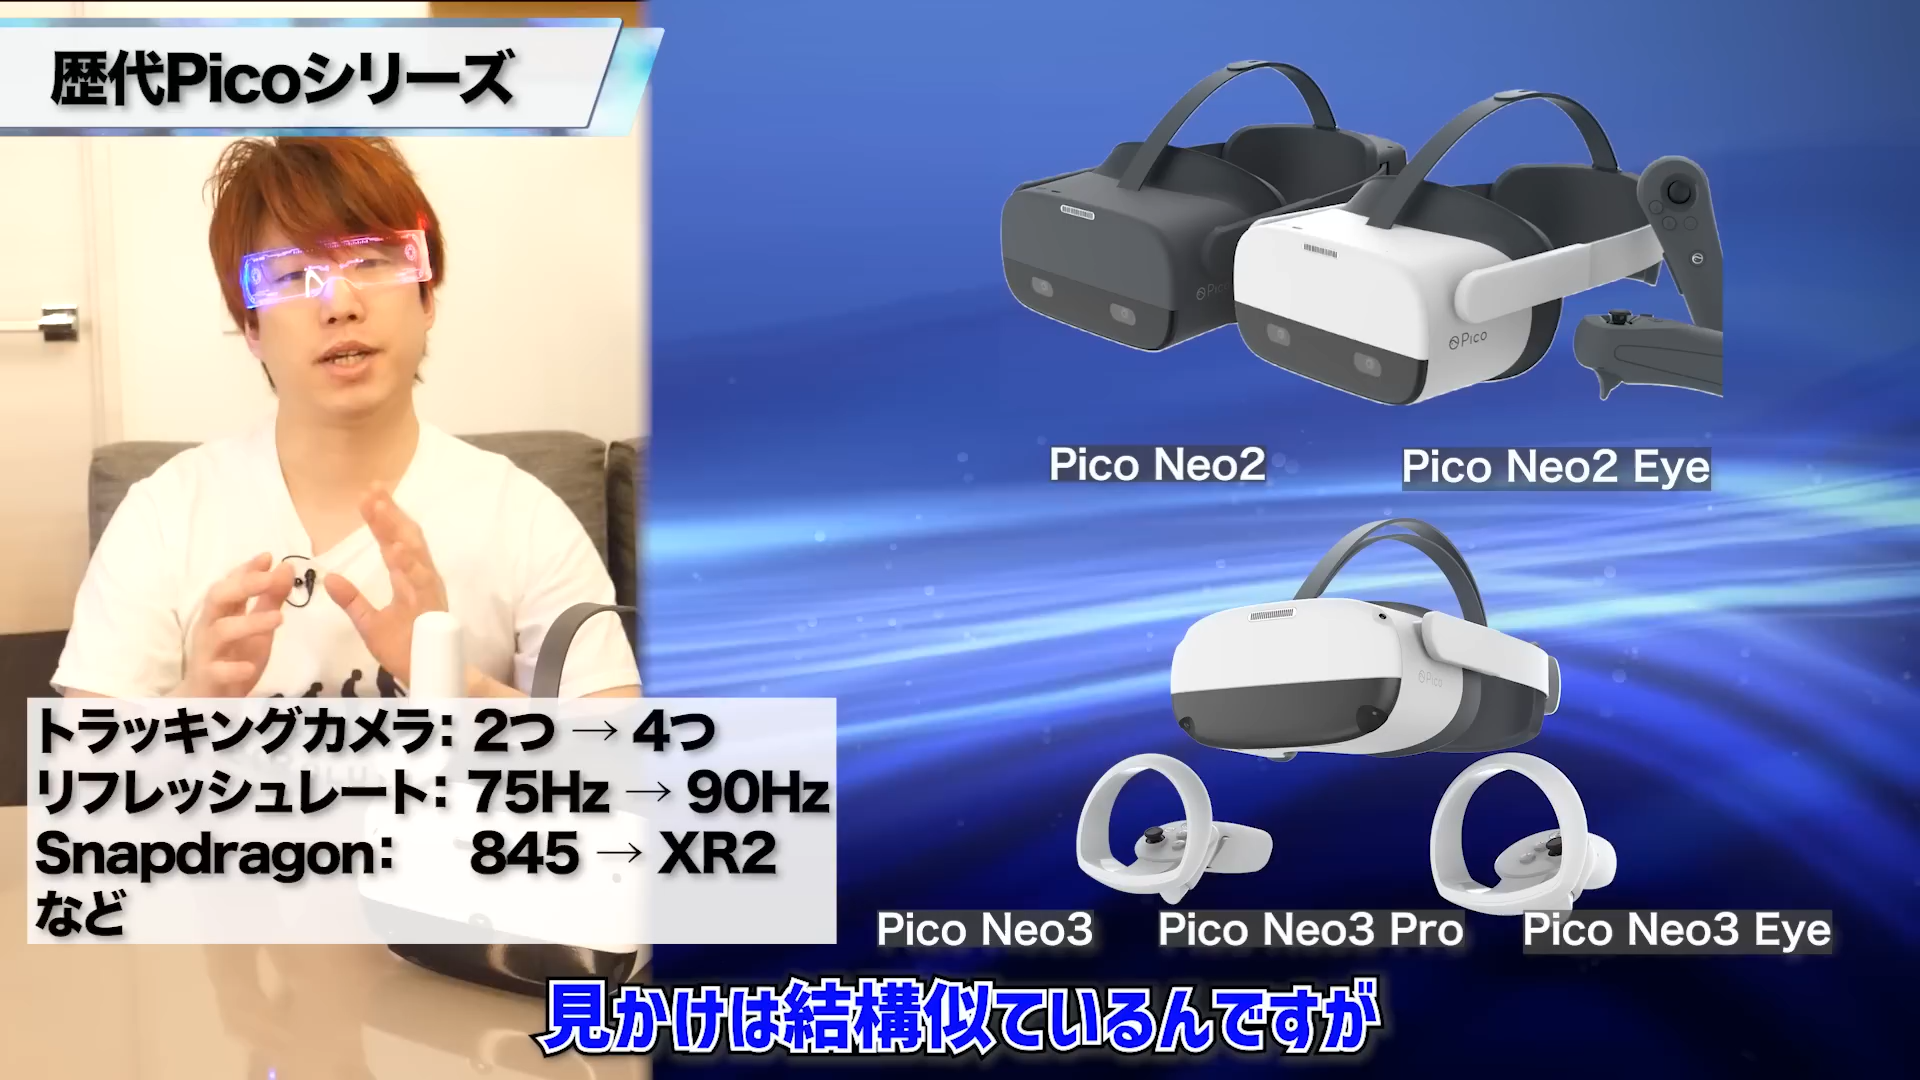 歴代Picoシリーズ
Pico
Pico
Pico Neo2
Pico Neo2 Eye
Pico
トラッキングカメラ: 2つ → 4つ
リフレッシュレート: 75Hz → 90Hz
Snapdragon: 845 → XR2
など
Pico Neo3
Pico Neo3 Pro
Pico Neo3 Eye
見かけは結構似ているんですが